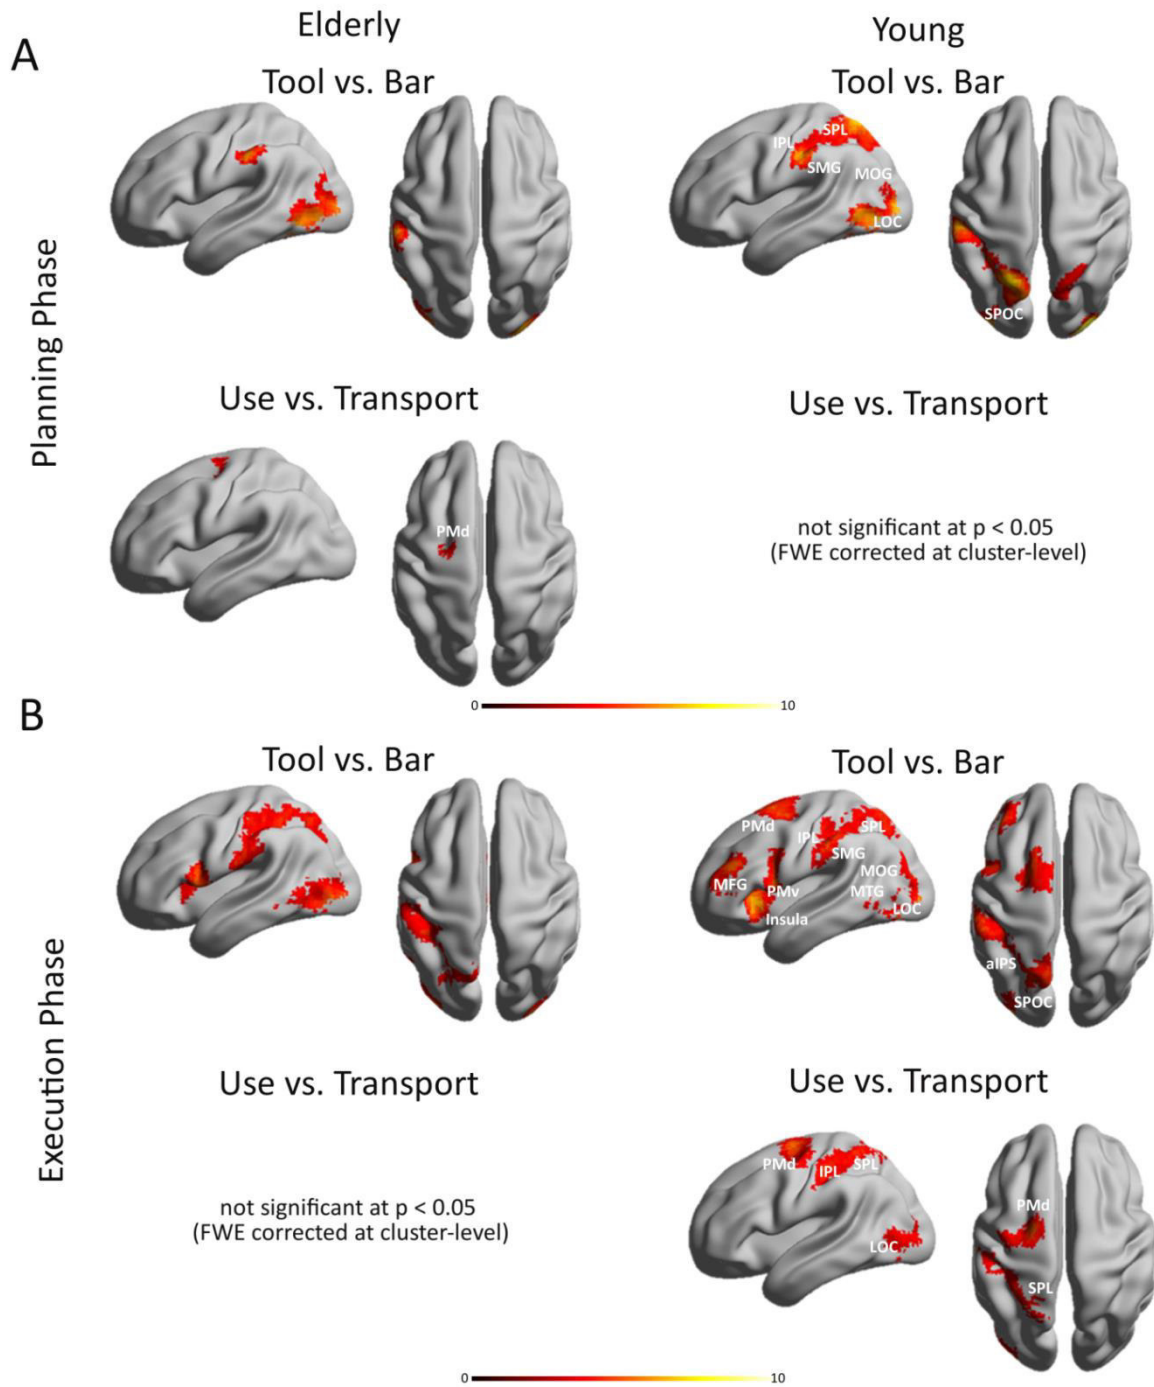 Elderly
Young
A
Tool vs. Bar
Tool vs. Bar
IPL
SPL
SMG
MOG
LOC
SPOC
Planning Phase
Use vs. Transport
Use vs. Transport
PMd
not significant at p < 0.05
(FWE corrected at cluster-level)
0
10
B
Tool vs. Bar
Tool vs. Bar
PMd
IPL
SPL
SMG
MOG
MFG
PMv
MTG
LOC
Insula
aIPS
SPOC
Execution Phase
Use vs. Transport
Use vs. Transport
not significant at p < 0.05
(FWE corrected at cluster-level)
PMd
IPL
SPL
LOC
PMd
SPL
0
10